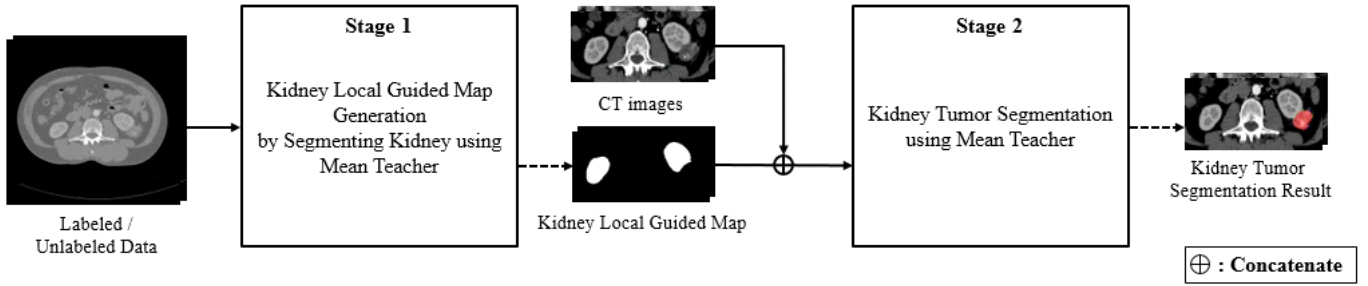 Labeled /
Unlabeled Data
Stage 1
Kidney Local Guided Map
Generation
by Segmenting Kidney using
Mean Teacher
CT images
Kidney Local Guided Map
Stage 2
Kidney Tumor Segmentation
using Mean Teacher
Kidney Tumor
Segmentation Result
⊕ : Concatenate